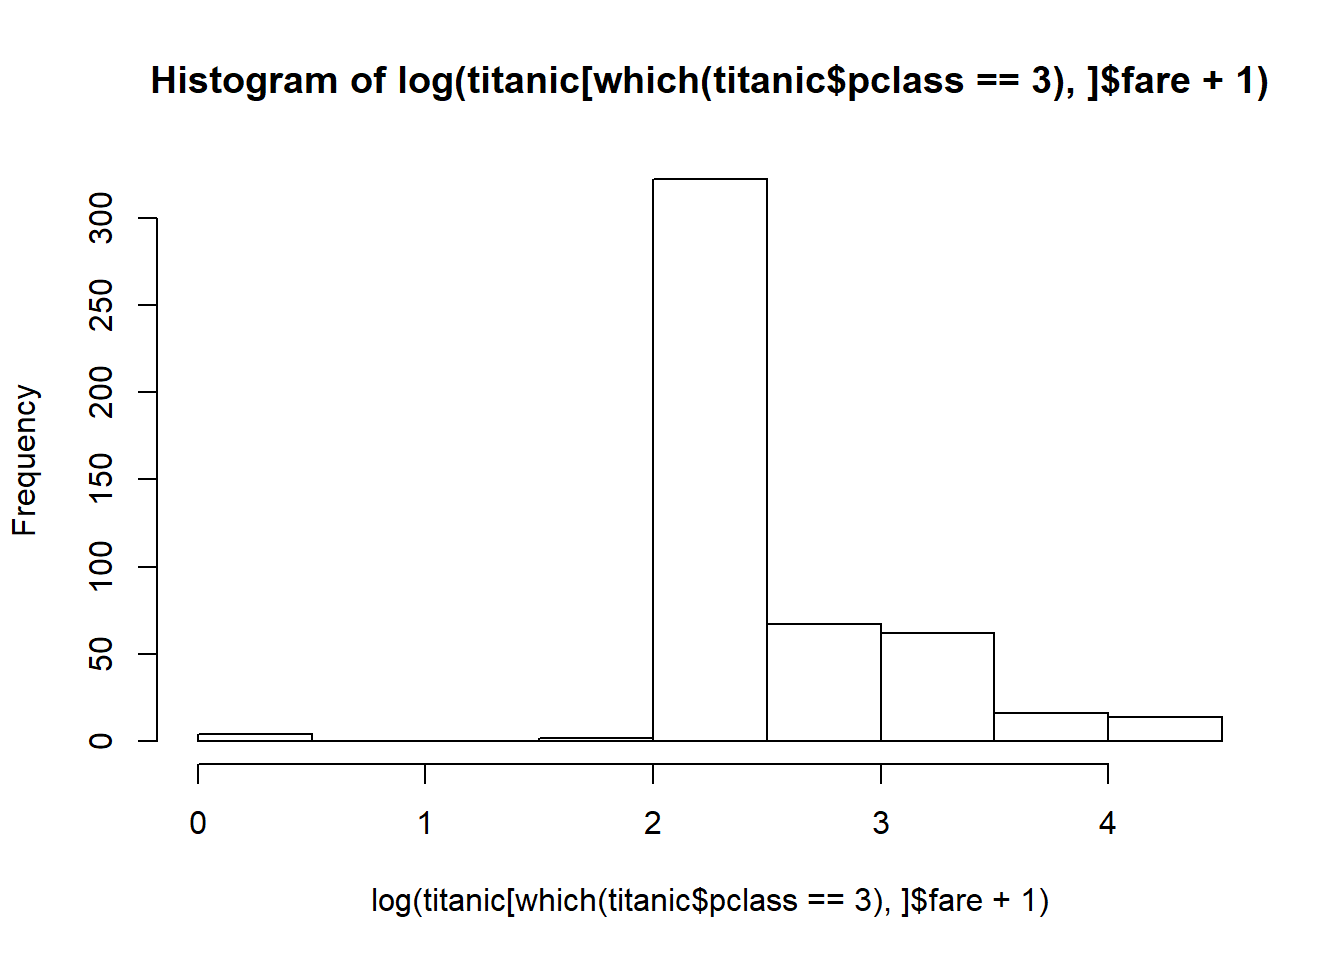 Histogram of log(titanic[which(titanic$pclass == 3), ]$fare + 1)
Frequency
300
250
200
150
100
50
0
0 1 2 3 4
log(titanic[which(titanic$pclass == 3), ]$fare + 1)